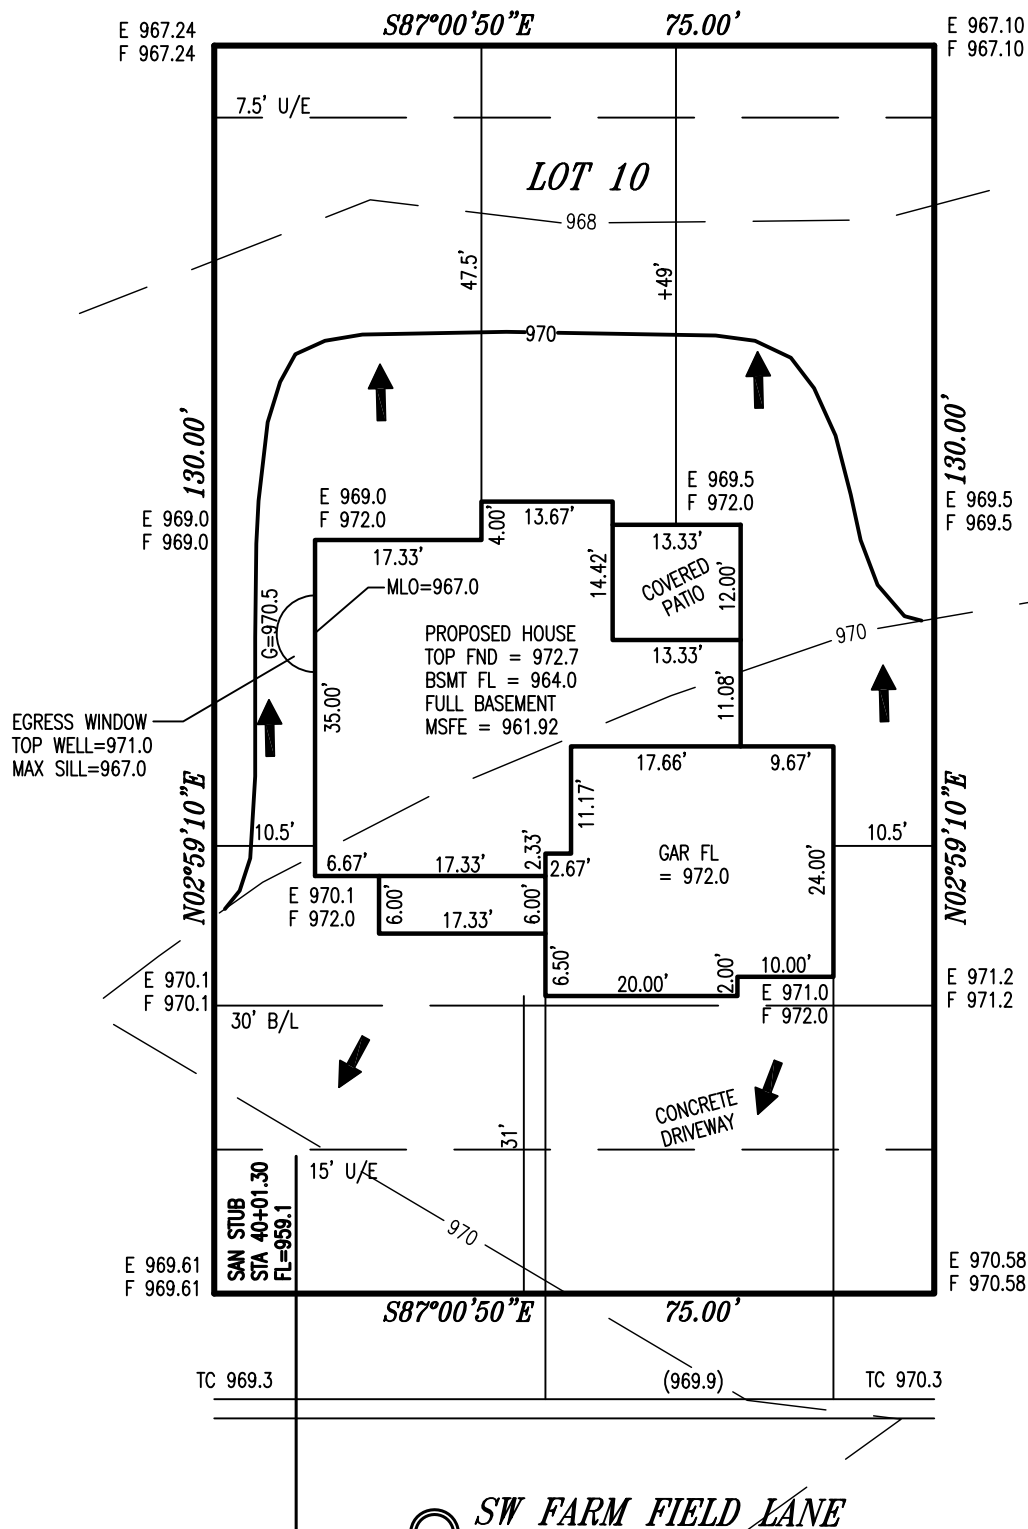 E 967.24
F 967.24
S87°00'50"E 75.00'
E 967.10
F 967.10
7.5' U/E
LOT 10
968
47.5'
+49'
970
130.00'
130.00'
E 969.0
F 969.0
E 969.0
F 972.0
4.00'
13.67'
E 969.5
F 972.0
E 969.5
F 969.5
17.33'
14.42'
13.33'
COVERED
PATIO
12.00'
MLO=967.0
G=970.5
PROPOSED HOUSE
TOP FND = 972.7
BSMT FL = 964.0
FULL BASEMENT
MSFE = 961.92
13.33'
970
11.08'
35.00'
EGRESS WINDOW
TOP WELL=971.0
MAX SILL=967.0
17.66'
9.67'
11.17'
N02°59'10"E
N02°59'10"E
10.5'
10.5'
6.67'
17.33'
2.33'
2.67'
GAR FL
= 972.0
24.00'
E 970.1
F 972.0
6.00'
17.33'
6.00'
6.50'
20.00'
2.00'
10.00'
E 970.1
F 970.1
E 971.0
F 972.0
E 971.2
F 971.2
30' B/L
CONCRETE
DRIVEWAY
31'
15' U/E
SAN STUB
STA 40+01.30
FL=959.1
970
E 969.61
F 969.61
E 970.58
F 970.58
S87°00'50"E 75.00'
TC 969.3
(969.9)
TC 970.3
SW FARM FIELD LANE